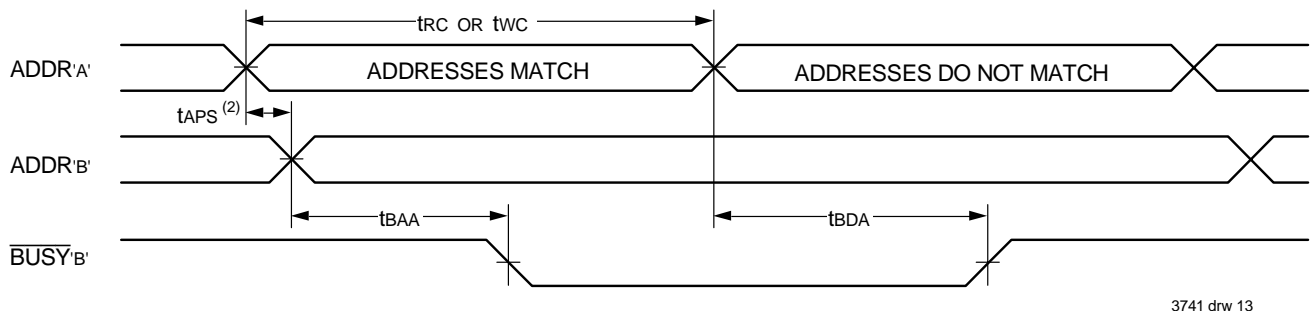 tRC OR tWC
ADDR'A'
ADDRESSES MATCH
ADDRESSES DO NOT MATCH
tAPS (2)
ADDR'B'
tBAA
tBDA
BUSY'B'
3741 drw 13